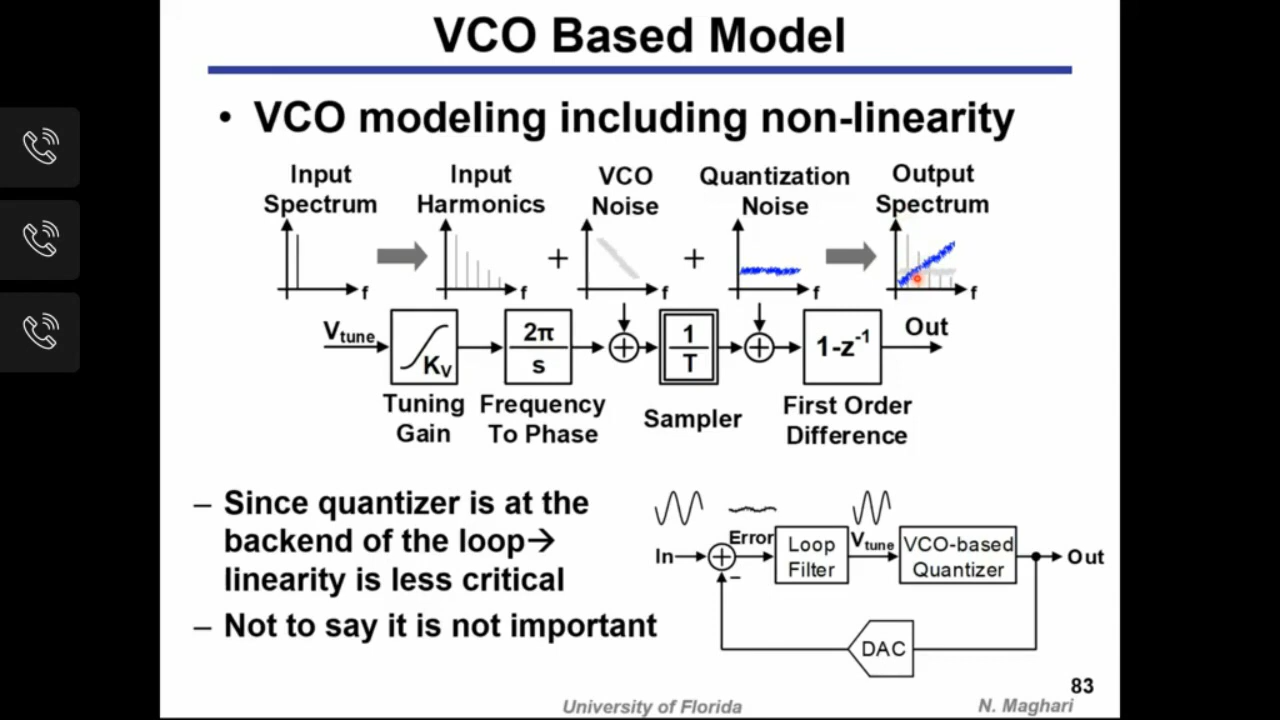 VCO Based Model
• VCO modeling including non-linearity
Input
Spectrum
Input
Harmonics
VCO
Noise
Quantization
Noise
Output
Spectrum
f
f
+
f
+
f
f
Vtune
KV
2π
s
1
T
1-z-1
Out
Tuning
Gain
Frequency
To Phase
Sampler
First Order
Difference
– Since quantizer is at the
backend of the loop→
linearity is less critical
– Not to say it is not important
In
Error
–
Loop
Filter
Vtune
VCO-based
Quantizer
Out
DAC
83
University of Florida
N. Maghari